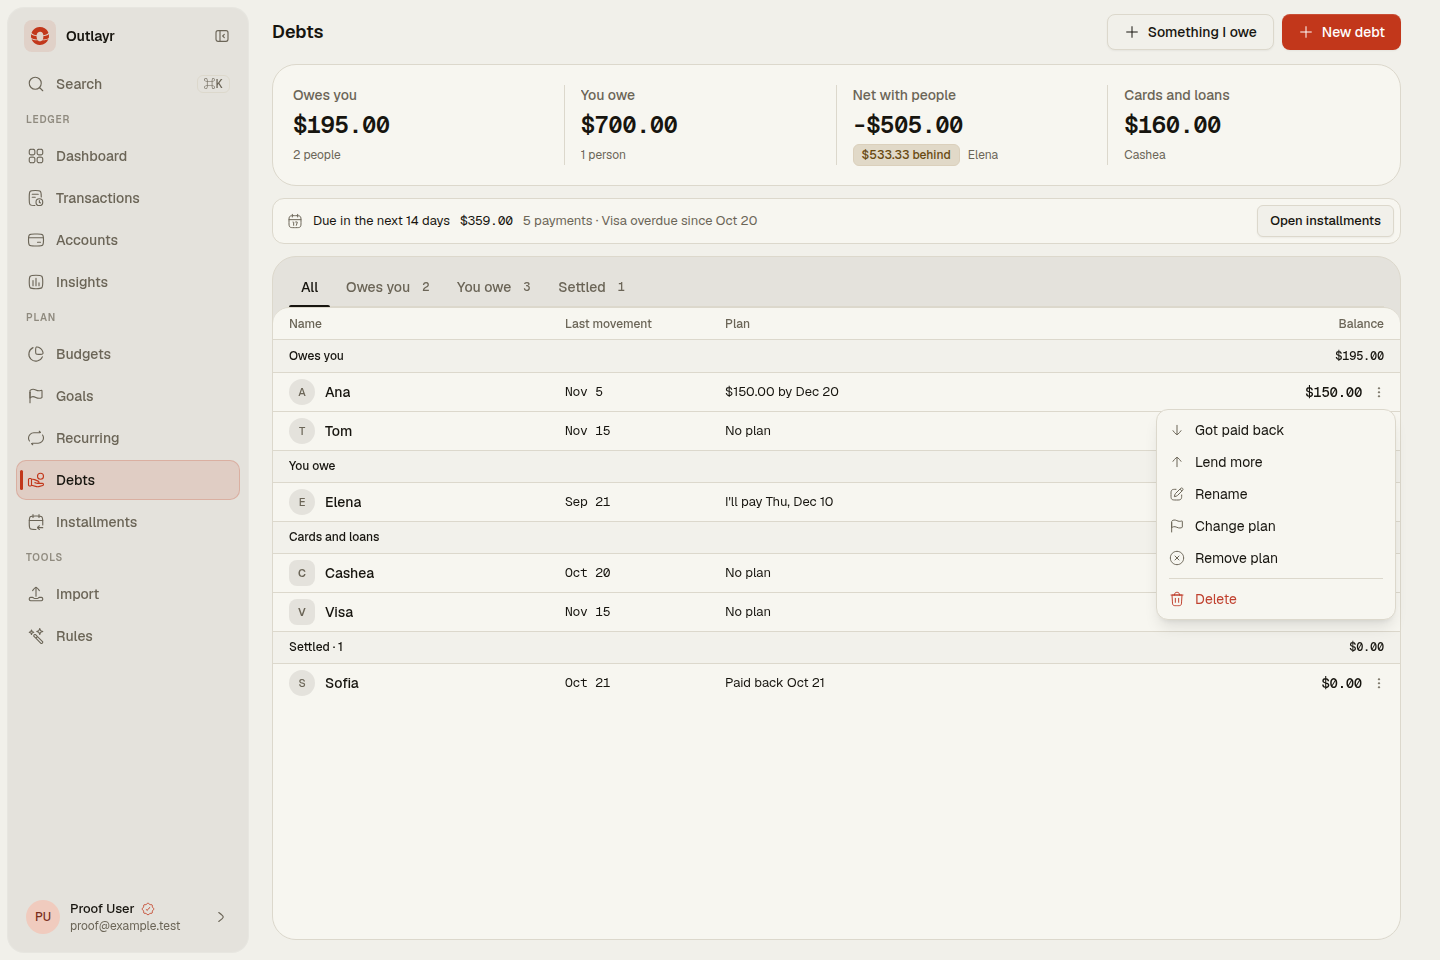 Outlayr
Search ⌘K
LEDGER
Dashboard
Transactions
Accounts
Insights
PLAN
Budgets
Goals
Recurring
Debts
Installments
TOOLS
Import
Rules
PU
Proof User
proof@example.test
Debts
Something I owe
New debt
Owes you
$195.00
2 people
You owe
$700.00
1 person
Net with people
-$505.00
$533.33 behind Elena
Cards and loans
$160.00
Cashea
Due in the next 14 days $359.00 5 payments · Visa overdue since Oct 20
Open installments
All Owes you 2 You owe 3 Settled 1
Name Last movement Plan Balance
Owes you $195.00
A Ana Nov 5 $150.00 by Dec 20 $150.00
T Tom Nov 15 No plan
You owe
E Elena Sep 21 I'll pay Thu, Dec 10
Cards and loans
C Cashea Oct 20 No plan
V Visa Nov 15 No plan
Settled · 1 $0.00
S Sofia Oct 21 Paid back Oct 21 $0.00
Got paid back
Lend more
Rename
Change plan
Remove plan
Delete